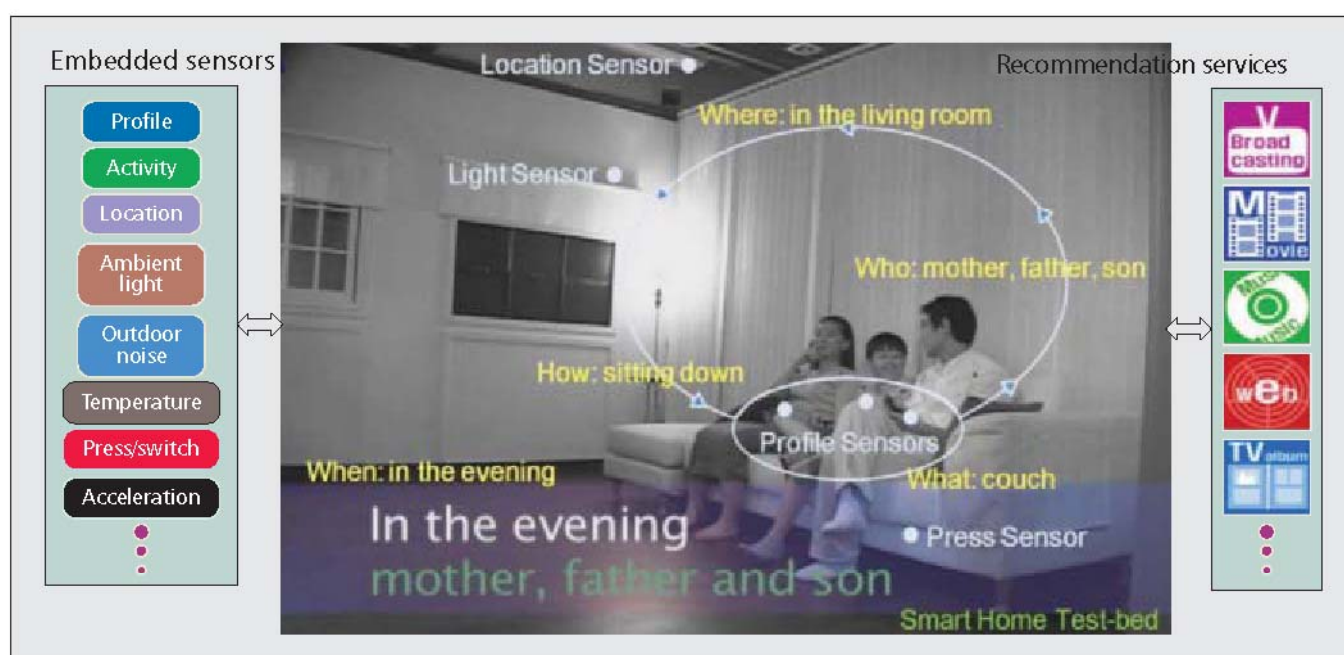 Embedded sensors
Profile
Activity
Location
Ambient
light
Outdoor
noise
Temperature
Press/switch
Acceleration
Location Sensor
Where: in the living room
Light Sensor
Who: mother, father, son
How: sitting down
Profile Sensors
When: in the evening
What: couch
In the evening
Press Sensor
mother, father and son
Smart Home Test-bed
Recommendation services
V
Broad
casting
M
ovie
MUSIC
MUSIC
web
TV album